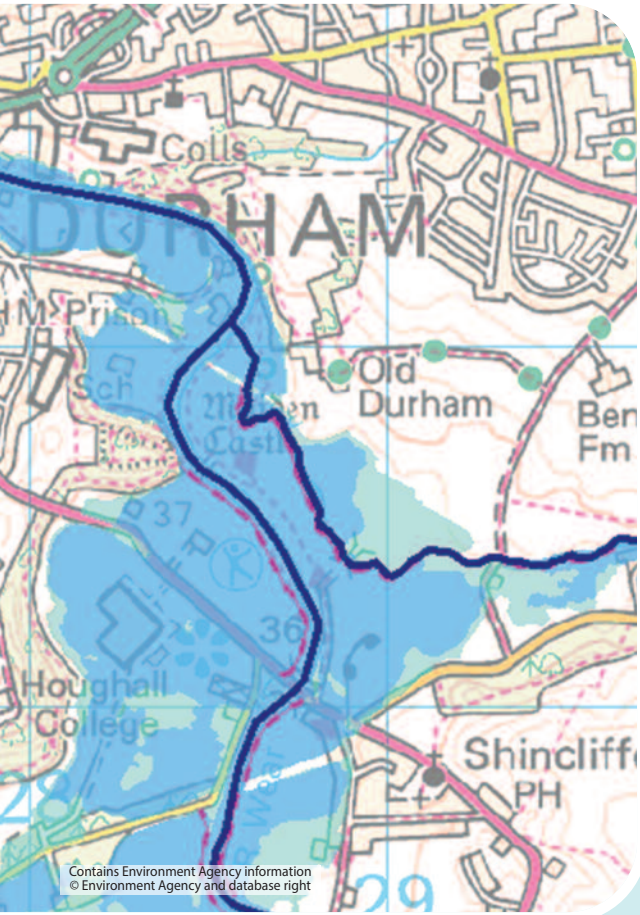 Colls
DURHAM
HM Prison
Sch
Old
Durham
Maiden
Castle
Ben
Fm
37
36
Houghall
College
Shincliffe
PH
R Wear
28
29
Contains Environment Agency information
© Environment Agency and database right